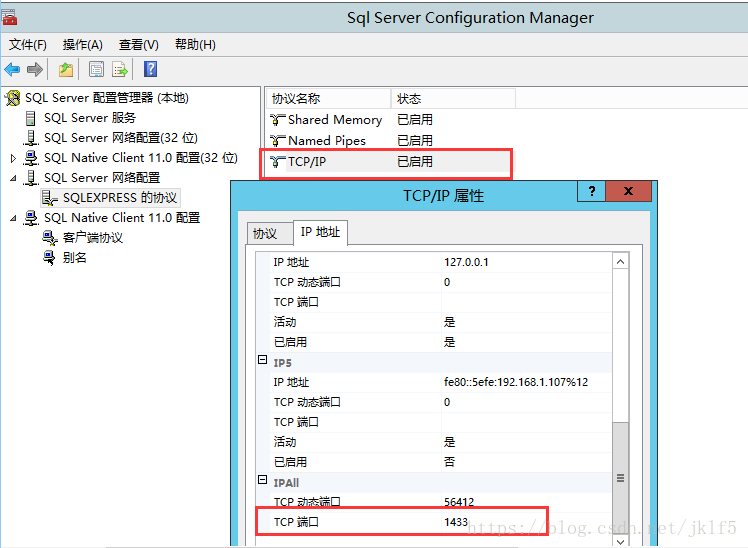 Sql Server Configuration Manager
文件(F) 操作(A) 查看(V) 帮助(H)
SQL Server 配置管理器 (本地)
SQL Server 服务
SQL Server 网络配置(32 位)
SQL Native Client 11.0 配置(32 位)
SQL Server 网络配置
SQLEXPRESS 的协议
SQL Native Client 11.0 配置
客户端协议
别名
协议名称 状态
Shared Memory 已启用
Named Pipes 已启用
TCP/IP 已启用
TCP/IP 属性
? x
协议 IP 地址
IP 地址 127.0.0.1
TCP 动态端口 0
TCP 端口
活动 是
已启用 是
IP5
IP 地址 fe80::5efe:192.168.1.107%12
TCP 动态端口 0
TCP 端口
活动 是
已启用 否
IPAll
TCP 动态端口 56412
TCP 端口 1433
https://blog.csdn.net/jklf5